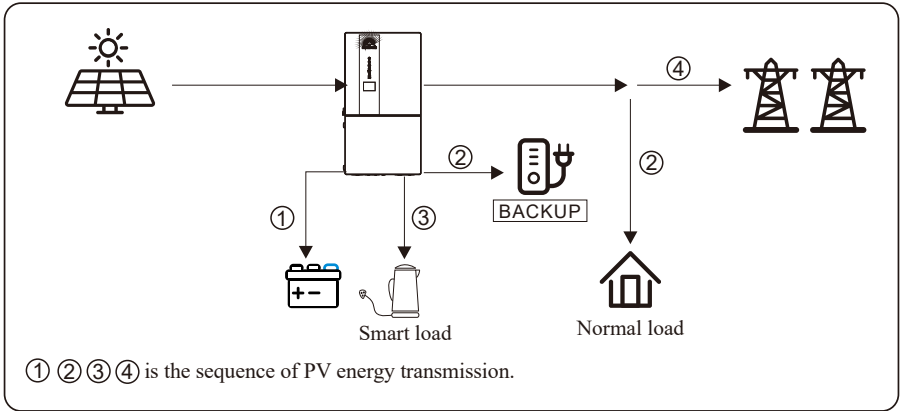 ④
②
②
BACKUP
①
③
+ −
Smart load
Normal load
① ② ③ ④ is the sequence of PV energy transmission.